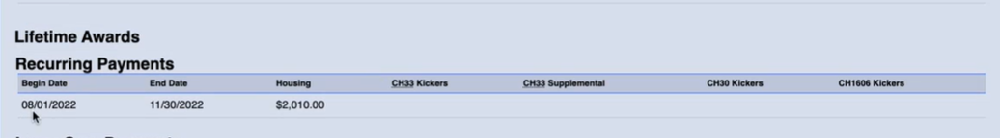 Lifetime Awards
Recurring Payments
Begin Date End Date Housing CH33 Kickers CH33 Supplemental CH30 Kickers CH1606 Kickers
08/01/2022 11/30/2022 $2,010.00